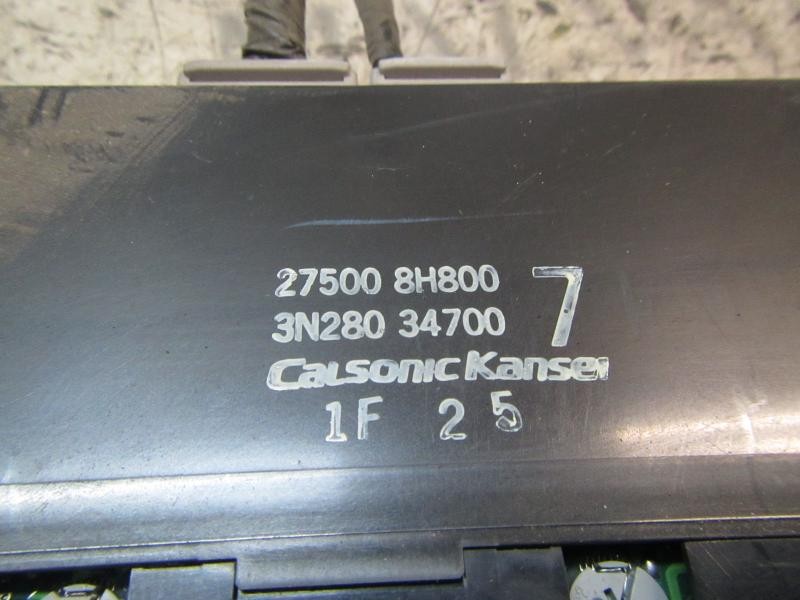 27500 8H800
3N280 34700
7
CALSONIC KANSEI
1F 25